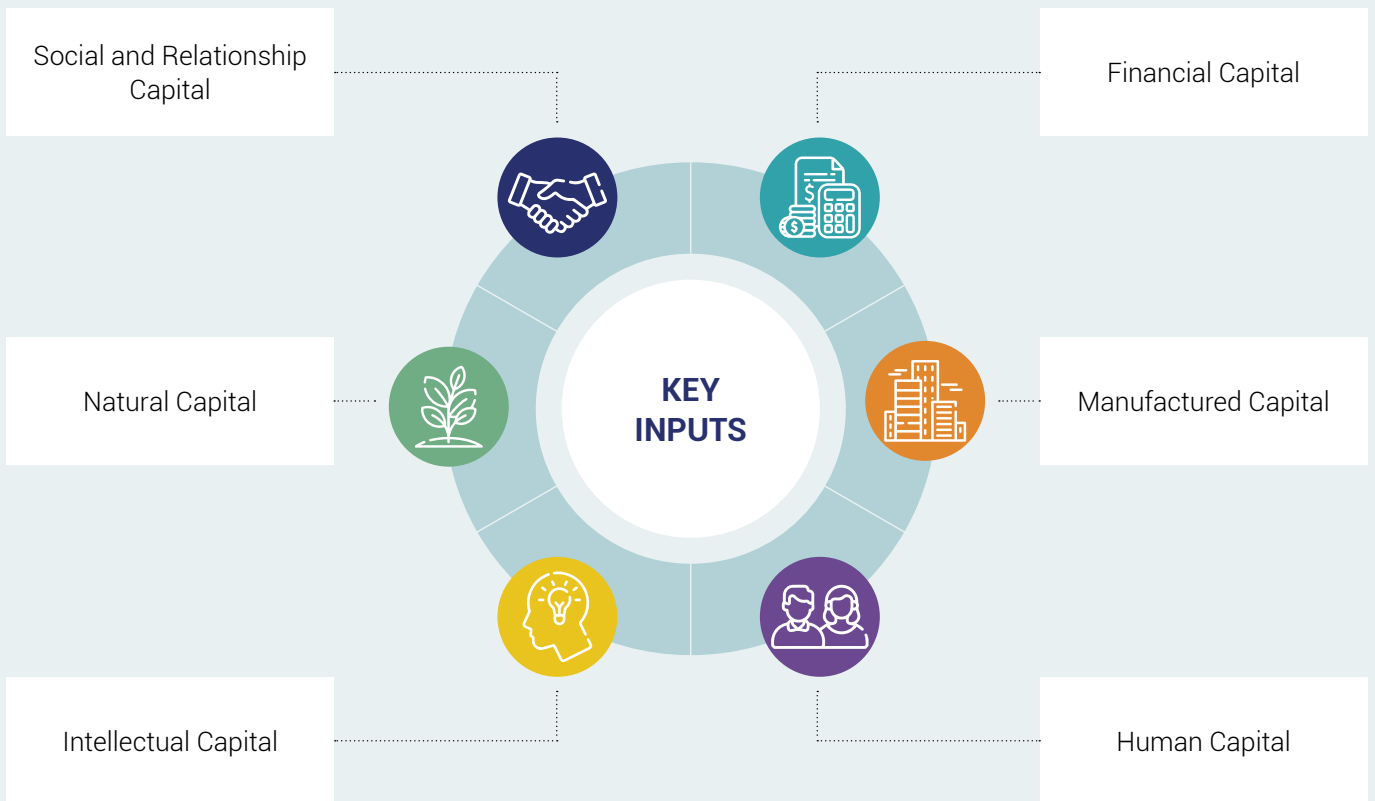 Social and Relationship
Capital
Financial Capital
Natural Capital
KEY
INPUTS
Manufactured Capital
Intellectual Capital
Human Capital